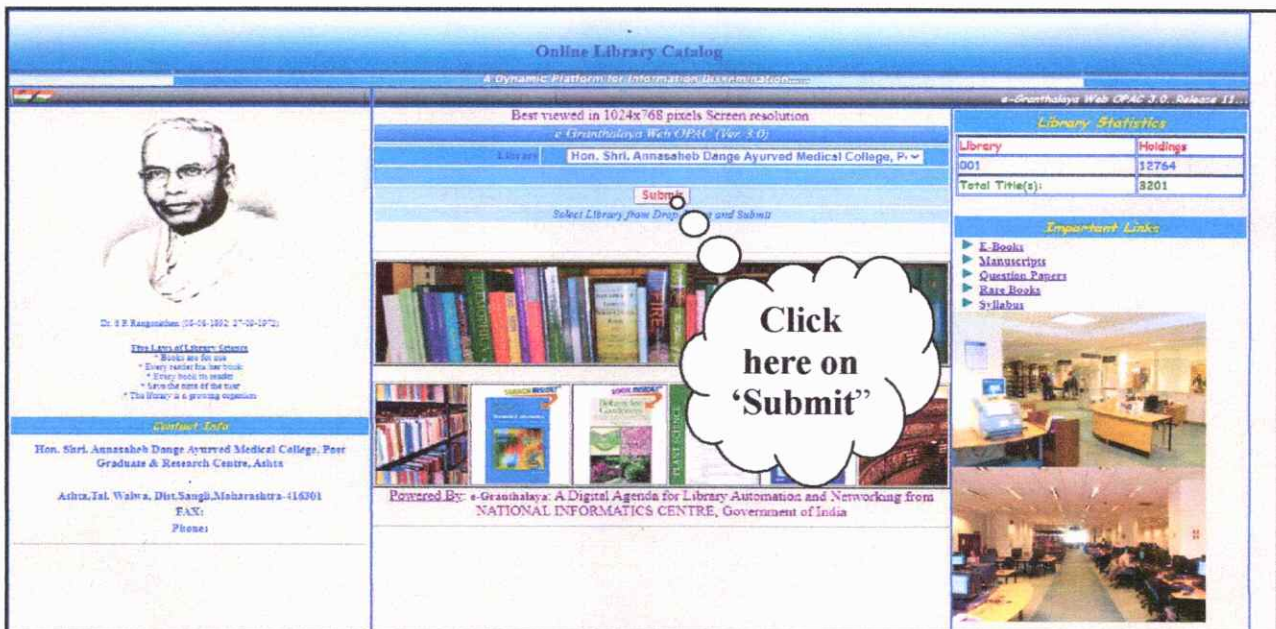 Online Library Catalog
A Dynamic Platform for Information Dissemination.....
e-Granthalaya Web OPAC 3.0..Release 11...
Dr. S R Ranganathan
Five Laws of Library Science
* Books are for use
* Every reader his/her book
* Every book its reader
* Save the time of the user
* The library is a growing organism
Contact Info
Hon. Shri. Annasaheb Dange Ayurved Medical College, Post
Graduate & Research Centre, Ashta
Ashta,Tal. Walwa, Dist.Sangli,Maharashtra-416301
FAX:
Phone:
Best viewed in 1024x768 pixels Screen resolution
e-Granthalaya Web OPAC (Ver. 3.0)
Library Hon. Shri. Annasaheb Dange Ayurved Medical College, P
Submit
Select Library from Drop and Submit
Click
here on
‘Submit”
FIRE
PLANT SCIENCE
Powered By: e-Granthalaya: A Digital Agenda for Library Automation and Networking from
NATIONAL INFORMATICS CENTRE, Government of India
Library Statistics
Library Holdings
001 12764
Total Title(s): 3201
Important Links
E-Books
Manuscripts
Question Papers
Rare Books
Syllabus